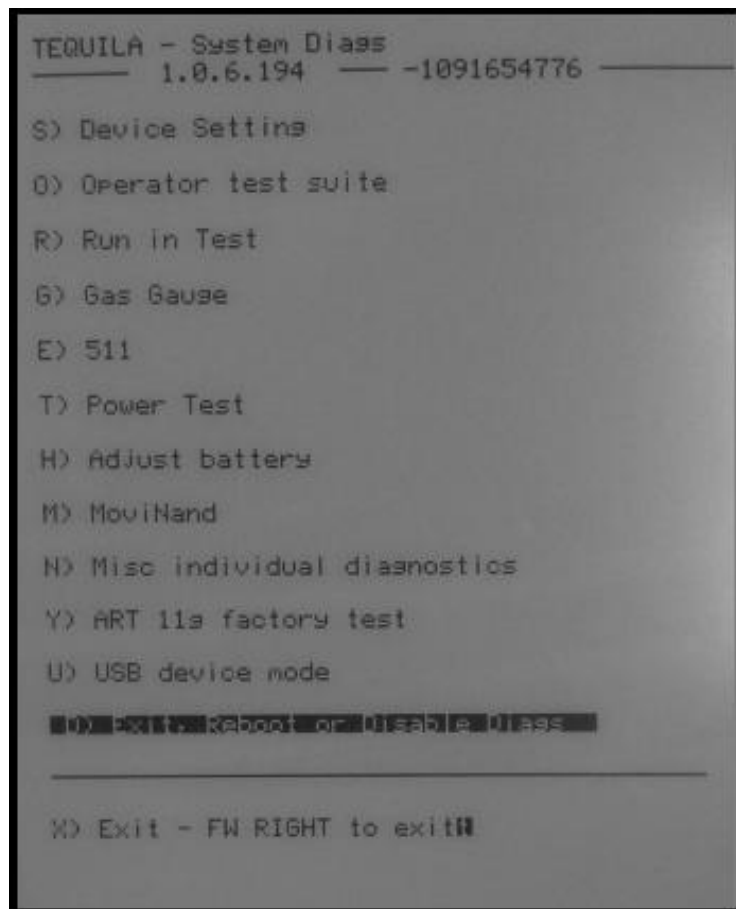 TEQUILA - System Diags
1.0.6.194 -1091654776
S) Device Setting
O) Operator test suite
R) Run in Test
G) Gas Gauge
E) 511
T) Power Test
H) Adjust battery
M) MoviNand
N) Misc individual diagnostics
Y) ART 11g factory test
U) USB device mode
D) Exit, Reboot or Disable Diags
X) Exit - FW RIGHT to exit